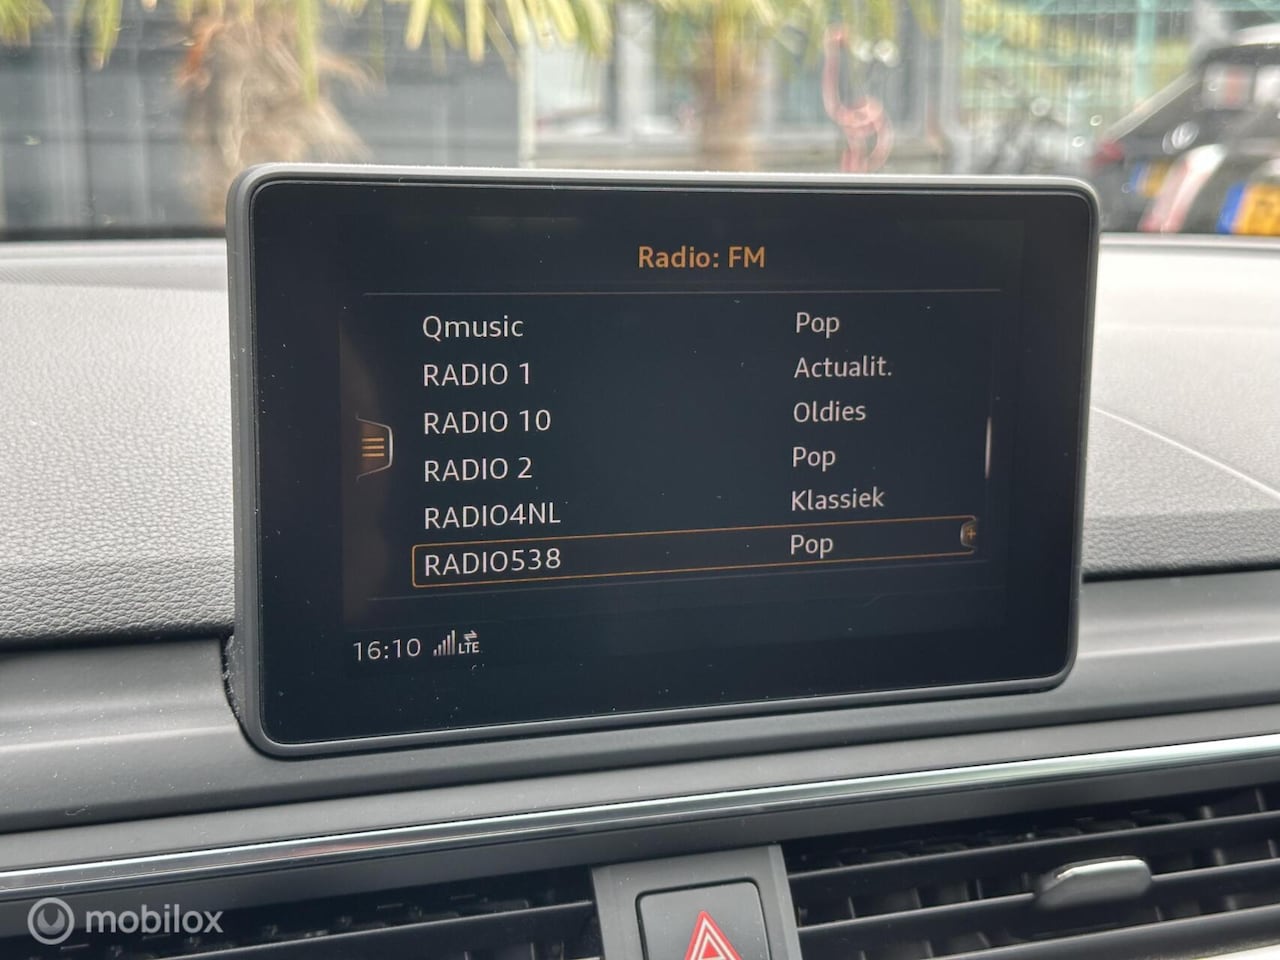 Radio: FM
Qmusic Pop
RADIO 1 Actualit.
RADIO 10 Oldies
RADIO 2 Pop
RADIO4NL Klassiek
RADIO538 Pop
16:10 LTE
mobilox